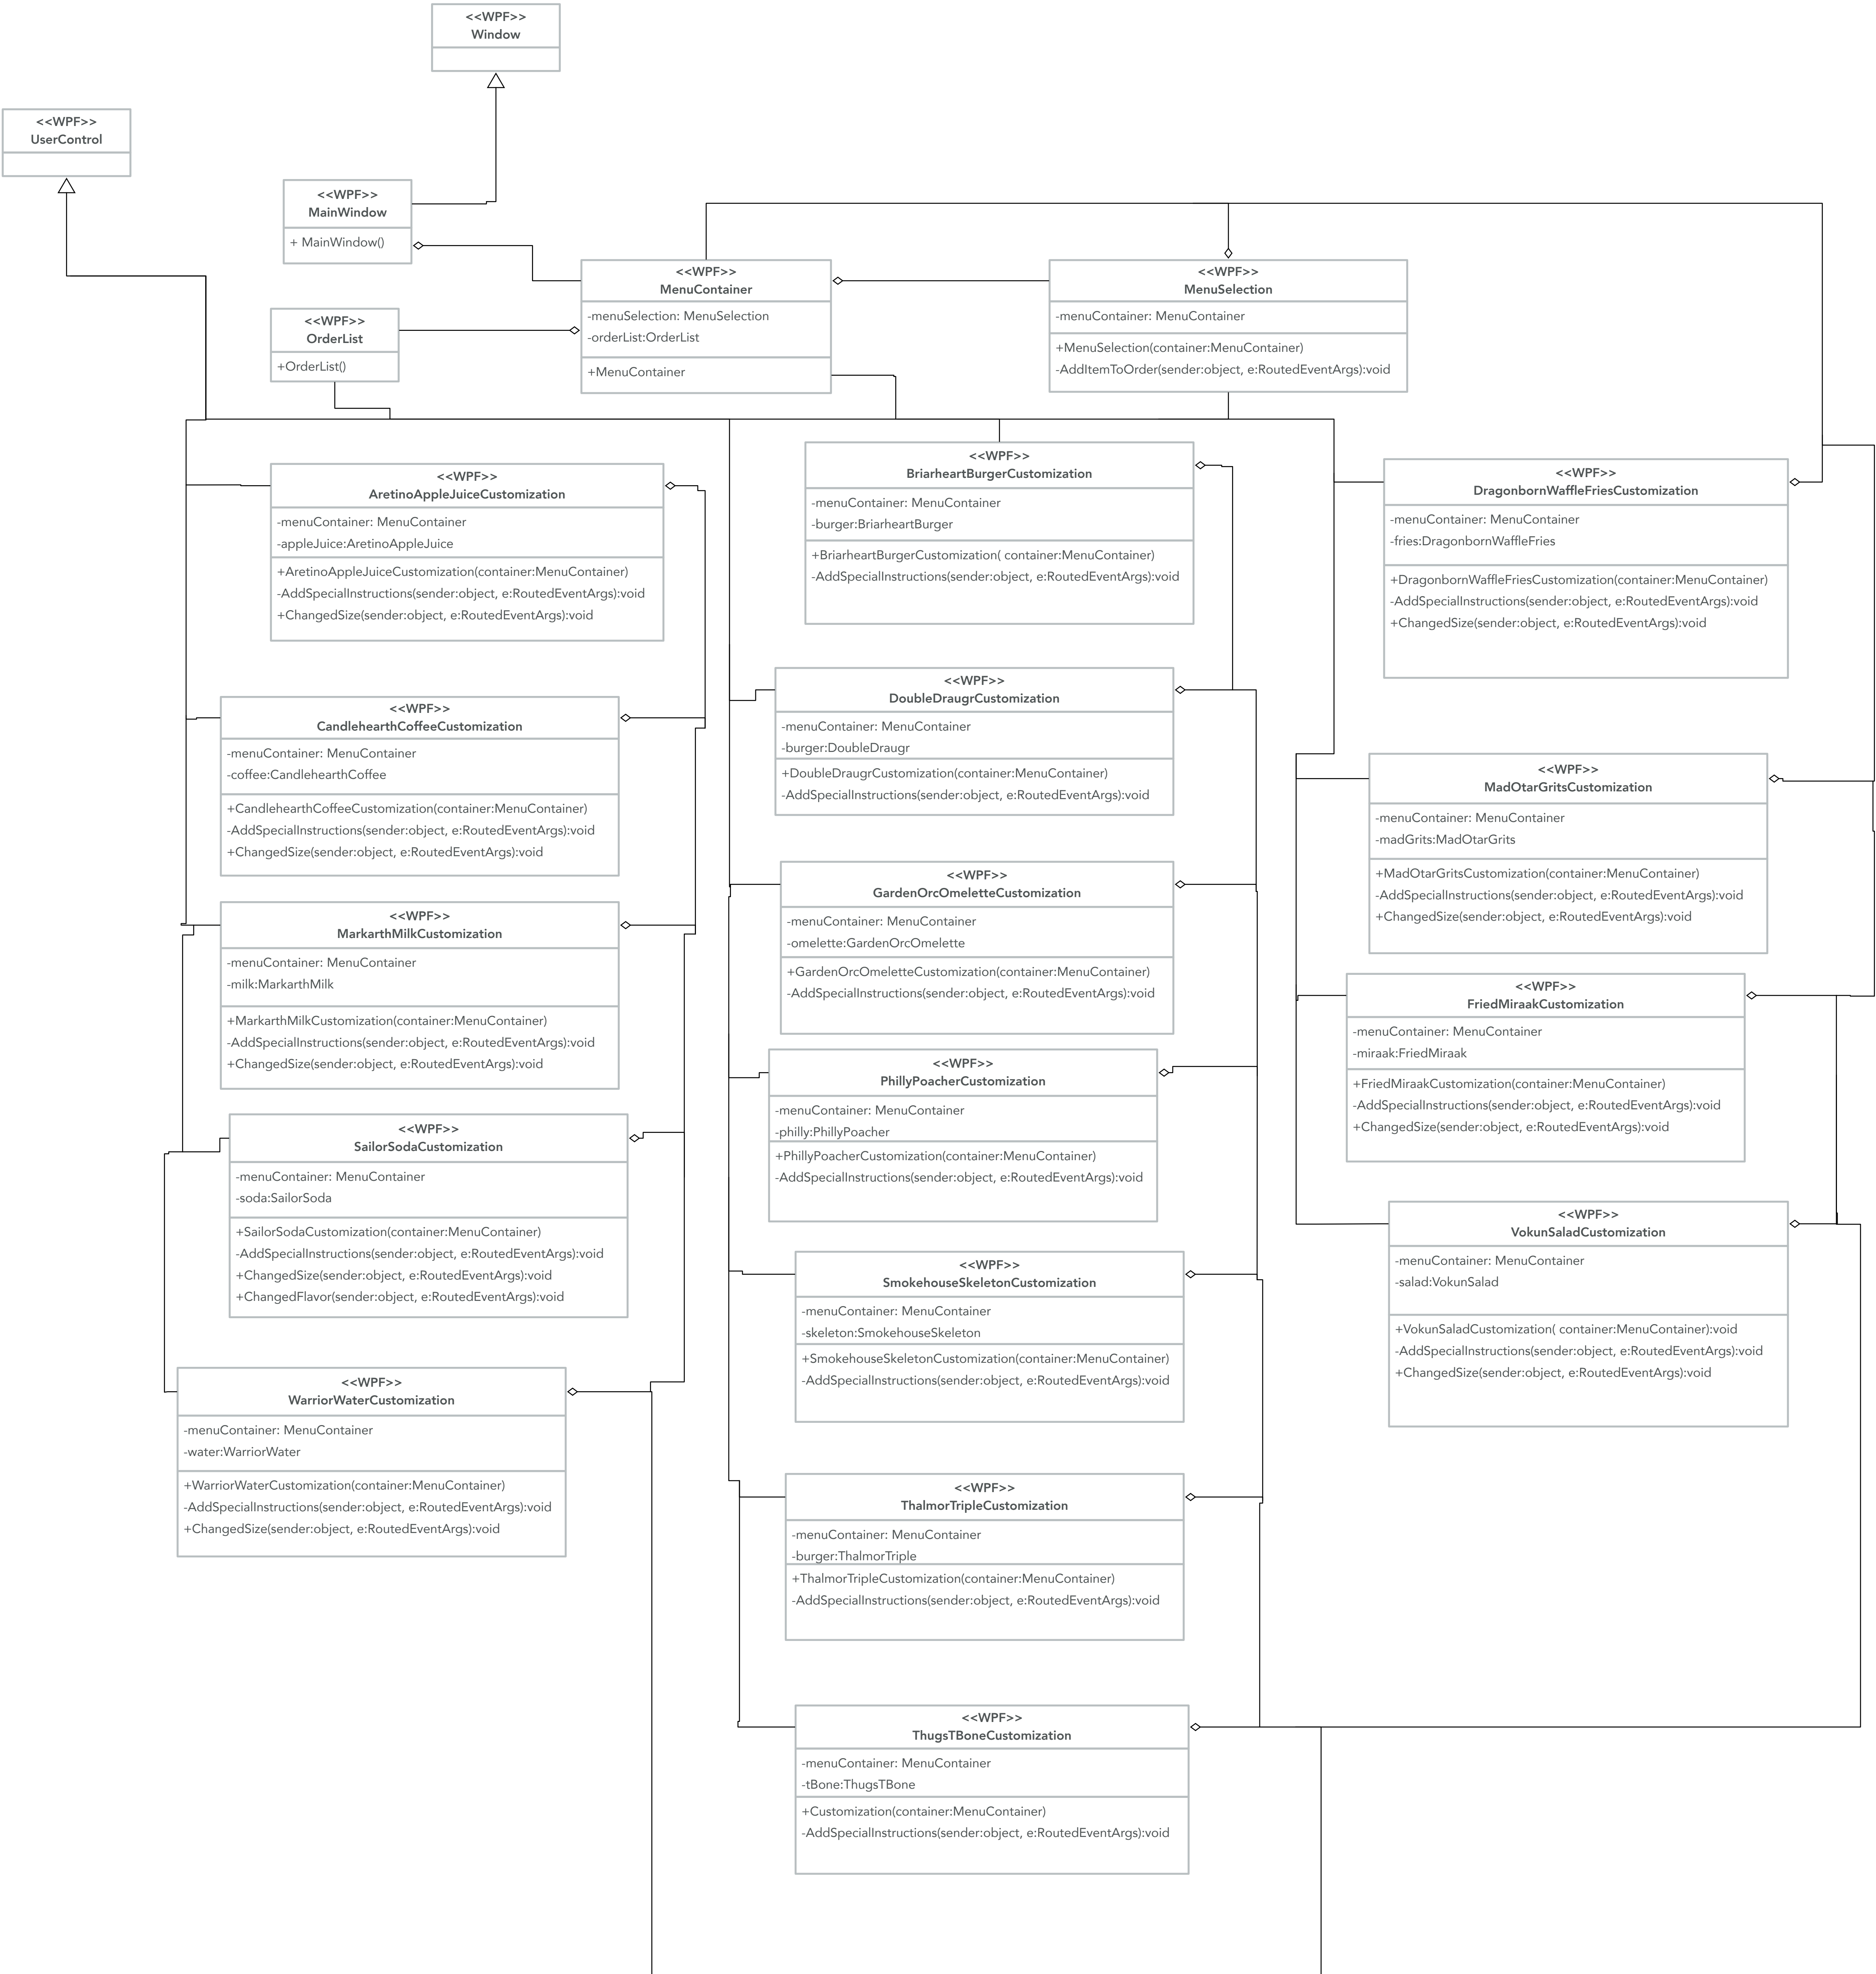 <<WPF>>
Window
<<WPF>>
UserControl
<<WPF>>
MainWindow
+ MainWindow()
<<WPF>>
MenuContainer
-menuSelection: MenuSelection
-orderList:OrderList
+MenuContainer
<<WPF>>
MenuSelection
-menuContainer: MenuContainer
+MenuSelection(container:MenuContainer)
-AddItemToOrder(sender:object, e:RoutedEventArgs):void
<<WPF>>
OrderList
+OrderList()
<<WPF>>
AretinoAppleJuiceCustomization
-menuContainer: MenuContainer
-appleJuice:AretinoAppleJuice
+AretinoAppleJuiceCustomization(container:MenuContainer)
-AddSpecialInstructions(sender:object, e:RoutedEventArgs):void
+ChangedSize(sender:object, e:RoutedEventArgs):void
<<WPF>>
CandlehearthCoffeeCustomization
-menuContainer: MenuContainer
-coffee:CandlehearthCoffee
+CandlehearthCoffeeCustomization(container:MenuContainer)
-AddSpecialInstructions(sender:object, e:RoutedEventArgs):void
+ChangedSize(sender:object, e:RoutedEventArgs):void
<<WPF>>
MarkarthMilkCustomization
-menuContainer: MenuContainer
-milk:MarkarthMilk
+MarkarthMilkCustomization(container:MenuContainer)
-AddSpecialInstructions(sender:object, e:RoutedEventArgs):void
+ChangedSize(sender:object, e:RoutedEventArgs):void
<<WPF>>
SailorSodaCustomization
-menuContainer: MenuContainer
-soda:SailorSoda
+SailorSodaCustomization(container:MenuContainer)
-AddSpecialInstructions(sender:object, e:RoutedEventArgs):void
+ChangedSize(sender:object, e:RoutedEventArgs):void
+ChangedFlavor(sender:object, e:RoutedEventArgs):void
<<WPF>>
WarriorWaterCustomization
-menuContainer: MenuContainer
-water:WarriorWater
+WarriorWaterCustomization(container:MenuContainer)
-AddSpecialInstructions(sender:object, e:RoutedEventArgs):void
+ChangedSize(sender:object, e:RoutedEventArgs):void
<<WPF>>
BriarheartBurgerCustomization
-menuContainer: MenuContainer
-burger:BriarheartBurger
+BriarheartBurgerCustomization( container:MenuContainer)
-AddSpecialInstructions(sender:object, e:RoutedEventArgs):void
<<WPF>>
DoubleDraugrCustomization
-menuContainer: MenuContainer
-burger:DoubleDraugr
+DoubleDraugrCustomization(container:MenuContainer)
-AddSpecialInstructions(sender:object, e:RoutedEventArgs):void
<<WPF>>
GardenOrcOmeletteCustomization
-menuContainer: MenuContainer
-omelette:GardenOrcOmelette
+GardenOrcOmeletteCustomization(container:MenuContainer)
-AddSpecialInstructions(sender:object, e:RoutedEventArgs):void
<<WPF>>
PhillyPoacherCustomization
-menuContainer: MenuContainer
-philly:PhillyPoacher
+PhillyPoacherCustomization(container:MenuContainer)
-AddSpecialInstructions(sender:object, e:RoutedEventArgs):void
<<WPF>>
SmokehouseSkeletonCustomization
-menuContainer: MenuContainer
-skeleton:SmokehouseSkeleton
+SmokehouseSkeletonCustomization(container:MenuContainer)
-AddSpecialInstructions(sender:object, e:RoutedEventArgs):void
<<WPF>>
ThalmorTripleCustomization
-menuContainer: MenuContainer
-burger:ThalmorTriple
+ThalmorTripleCustomization(container:MenuContainer)
-AddSpecialInstructions(sender:object, e:RoutedEventArgs):void
<<WPF>>
ThugsTBoneCustomization
-menuContainer: MenuContainer
-tBone:ThugsTBone
+Customization(container:MenuContainer)
-AddSpecialInstructions(sender:object, e:RoutedEventArgs):void
<<WPF>>
DragonbornWaffleFriesCustomization
-menuContainer: MenuContainer
-fries:DragonbornWaffleFries
+DragonbornWaffleFriesCustomization(container:MenuContainer)
-AddSpecialInstructions(sender:object, e:RoutedEventArgs):void
+ChangedSize(sender:object, e:RoutedEventArgs):void
<<WPF>>
MadOtarGritsCustomization
-menuContainer: MenuContainer
-madGrits:MadOtarGrits
+MadOtarGritsCustomization(container:MenuContainer)
-AddSpecialInstructions(sender:object, e:RoutedEventArgs):void
+ChangedSize(sender:object, e:RoutedEventArgs):void
<<WPF>>
FriedMiraakCustomization
-menuContainer: MenuContainer
-miraak:FriedMiraak
+FriedMiraakCustomization(container:MenuContainer)
-AddSpecialInstructions(sender:object, e:RoutedEventArgs):void
+ChangedSize(sender:object, e:RoutedEventArgs):void
<<WPF>>
VokunSaladCustomization
-menuContainer: MenuContainer
-salad:VokunSalad
+VokunSaladCustomization( container:MenuContainer):void
-AddSpecialInstructions(sender:object, e:RoutedEventArgs):void
+ChangedSize(sender:object, e:RoutedEventArgs):void